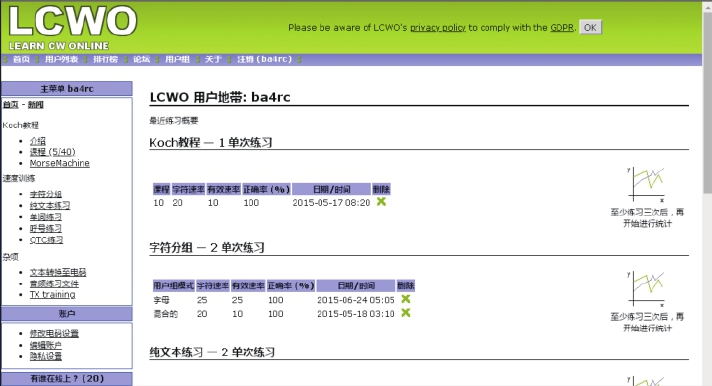 LCWO
LEARN CW ONLINE
Please be aware of LCWO's privacy policy to comply with the GDPR. OK
首页 用户列表 排行榜 论坛 用户组 关于 注销 (ba4rc)
主菜单 ba4rc
首页 - 新闻
Koch教程
介绍
课程 (5/40)
MorseMachine
速度训练
字符分组
纯文本练习
单词练习
呼号练习
QTC练习
杂项
文本转换至电码
音频练习文件
TX training
账户
修改电码设置
编辑账户
隐私设置
有谁在线上？(20)
LCWO 用户地带: ba4rc
最近练习概要
Koch教程 — 1 单次练习
课程 字符速率 有效速率 正确率 (%) 日期/时间 删除
10 20 10 100 2015-05-17 08:20
y
x
至少练习三次后，再
开始进行统计
字符分组 — 2 单次练习
用户组模式 字符速率 有效速率 正确率 (%) 日期/时间 删除
字母 25 25 100 2015-06-24 05:05
混合的 20 10 100 2015-05-18 03:10
y
x
至少练习三次后，再
开始进行统计
纯文本练习 — 2 单次练习
y